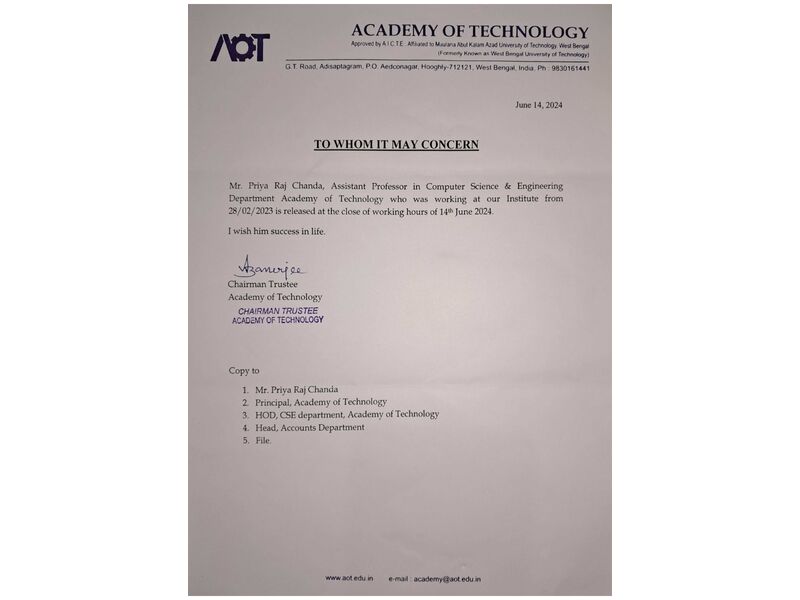 AOT
ACADEMY OF TECHNOLOGY
Approved by A.I.C.T.E. Affiliated to Maulana Abul Kalam Azad University of Technology, West Bengal
(Formerly Known as West Bengal University of Technology)
G.T. Road, Adisaptagram, P.O. Aedconagar, Hooghly-712121, West Bengal, India, Ph : 9830161441
June 14, 2024
TO WHOM IT MAY CONCERN
Mr. Priya Raj Chanda, Assistant Professor in Computer Science & Engineering
Department Academy of Technology who was working at our Institute from
28/02/2023 is released at the close of working hours of 14th June 2024.
I wish him success in life.
ABanerjee
Chairman Trustee
Academy of Technology
CHAIRMAN TRUSTEE
ACADEMY OF TECHNOLOGY
Copy to
1. Mr. Priya Raj Chanda
2. Principal, Academy of Technology
3. HOD, CSE department, Academy of Technology
4. Head, Accounts Department
5. File.
www.aot.edu.in e-mail : academy@aot.edu.in